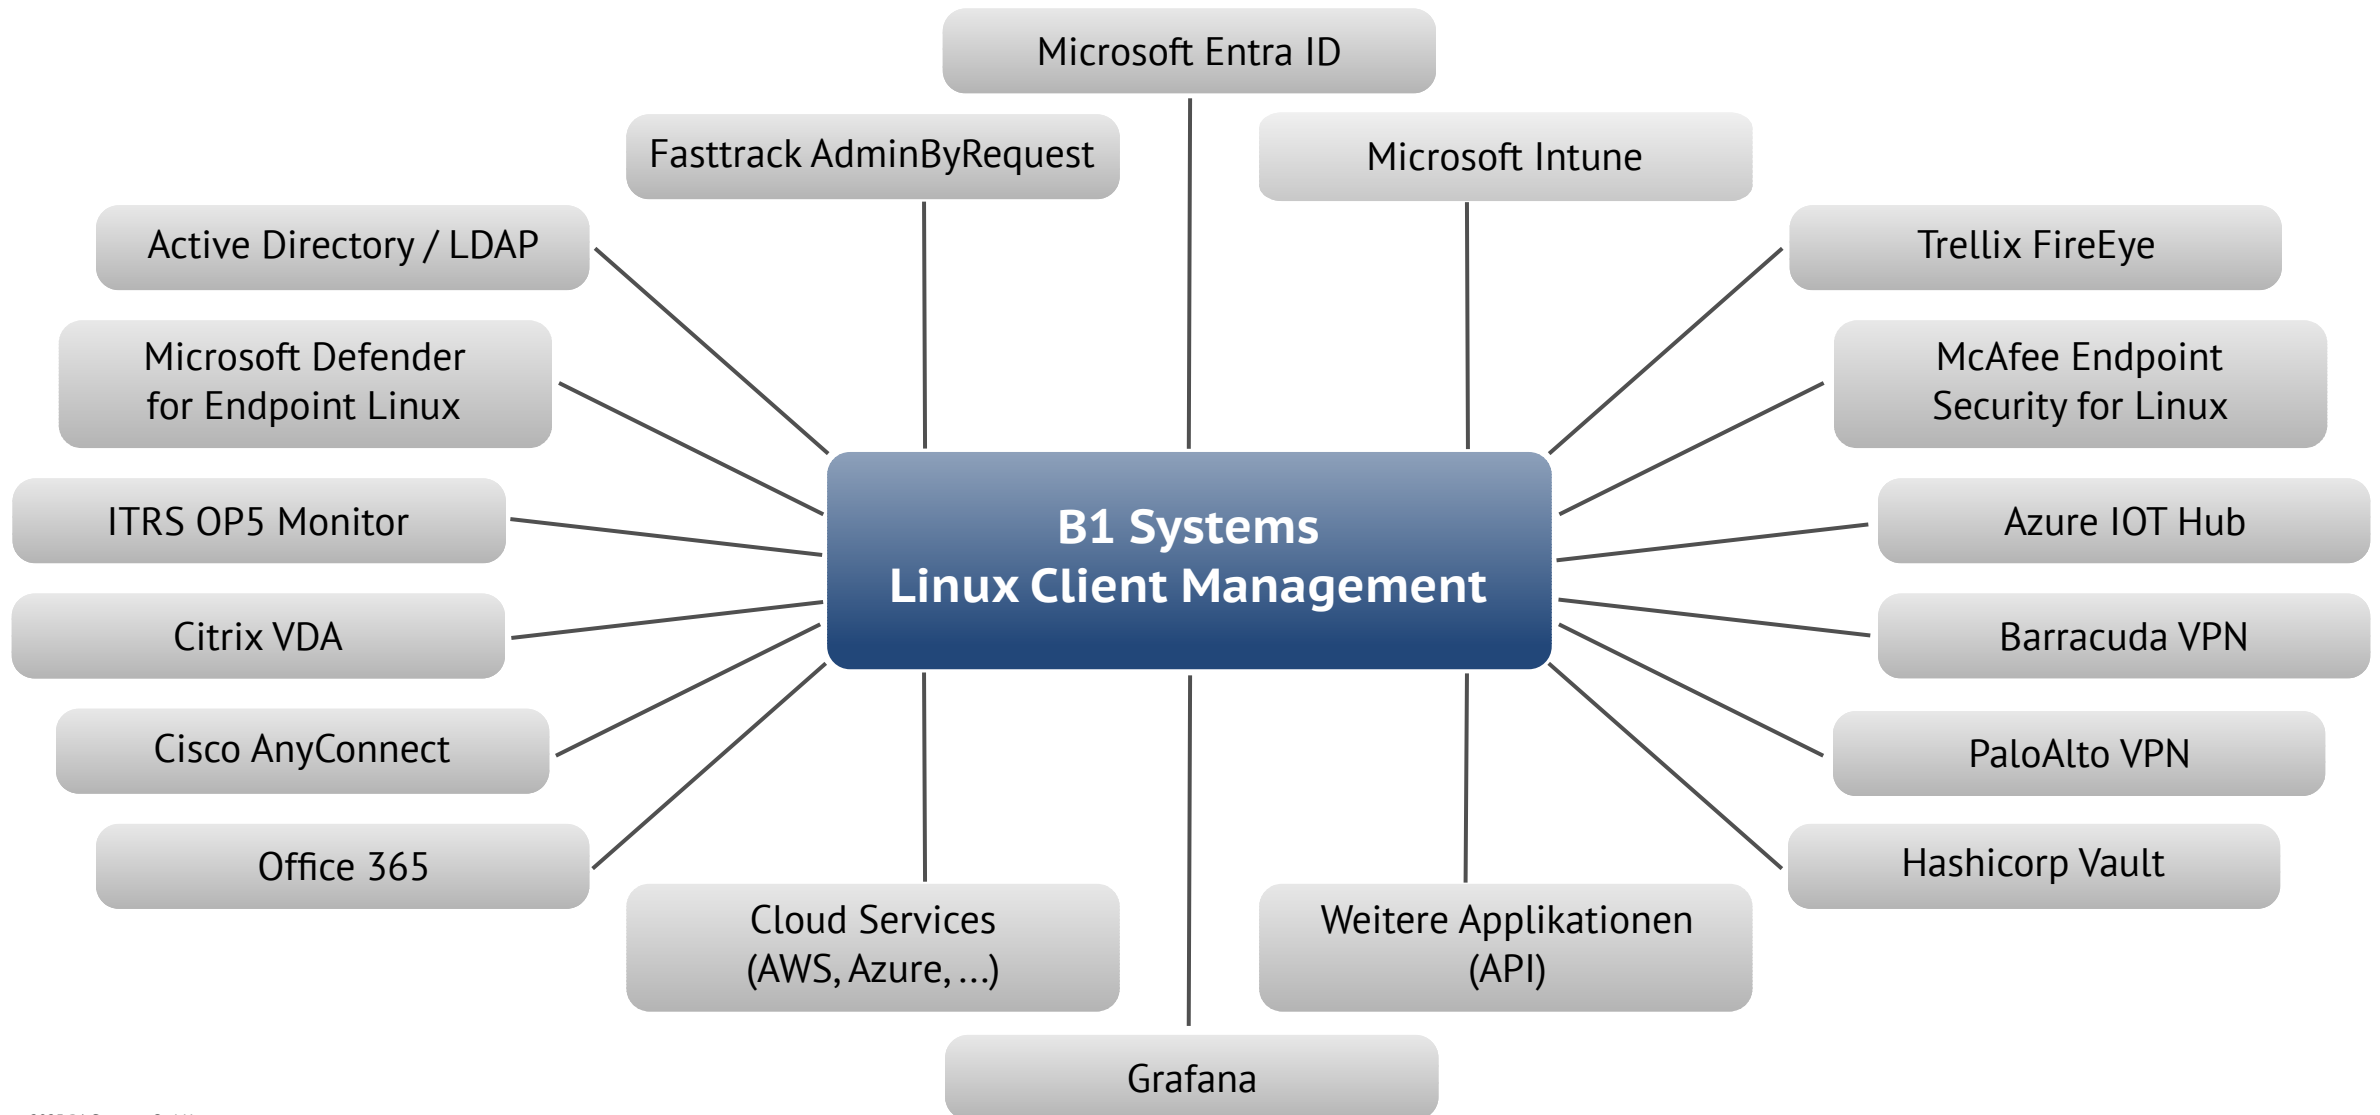 Microsoft Entra ID
Fasttrack AdminByRequest
Microsoft Intune
Active Directory / LDAP
Trellix FireEye
Microsoft Defender
for Endpoint Linux
McAfee Endpoint
Security for Linux
ITRS OP5 Monitor
Azure IOT Hub
B1 Systems
Linux Client Management
Citrix VDA
Barracuda VPN
Cisco AnyConnect
PaloAlto VPN
Office 365
Hashicorp Vault
Cloud Services
(AWS, Azure, ...)
Weitere Applikationen
(API)
Grafana